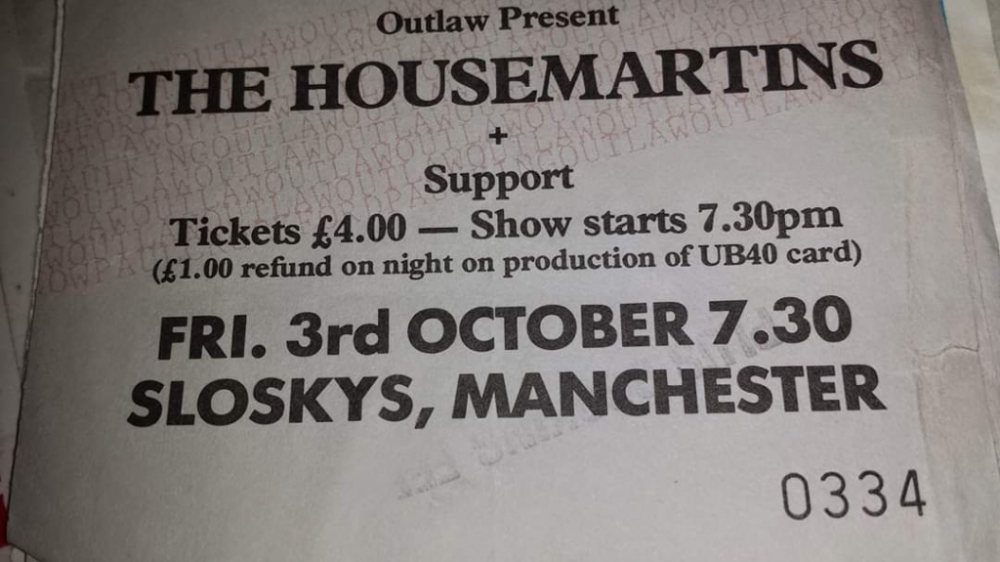 Outlaw Present
THE HOUSEMARTINS
+
Support
Tickets £4.00 — Show starts 7.30pm
(£1.00 refund on night on production of UB40 card)
FRI. 3rd OCTOBER 7.30
SLOSKYS, MANCHESTER
0334